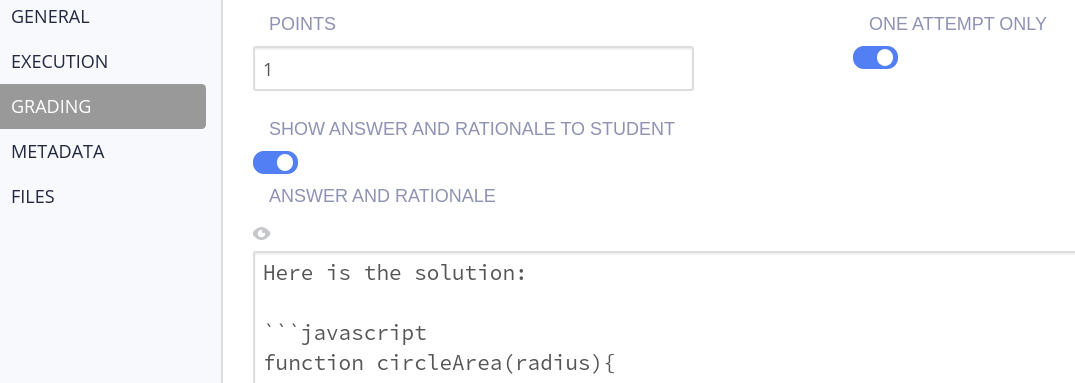 GENERAL
EXECUTION
GRADING
METADATA
FILES
POINTS
ONE ATTEMPT ONLY
1
SHOW ANSWER AND RATIONALE TO STUDENT
ANSWER AND RATIONALE
Here is the solution:
```javascript
function circleArea(radius){